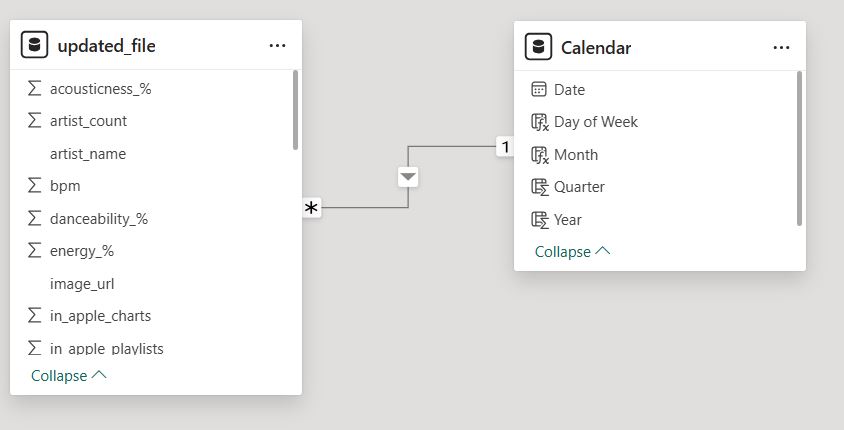 updated_file
acousticness_%
artist_count
artist_name
bpm
danceability_%
energy_%
image_url
in_apple_charts
in_apple_playlists
Collapse
*
1
Calendar
Date
Day of Week
Month
Quarter
Year
Collapse